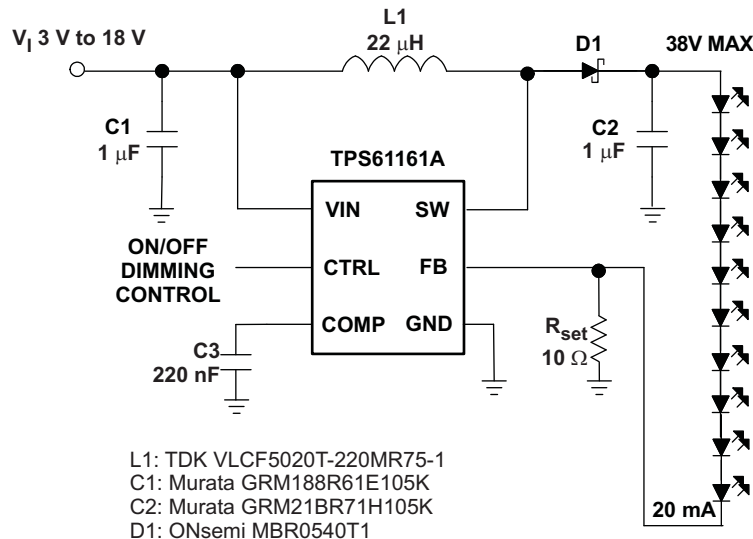 L1
22 μH
V_I 3 V to 18 V
D1
38V MAX
C1
1 μF
C2
1 μF
TPS61161A
VIN
SW
ON/OFF
DIMMING
CONTROL
CTRL
FB
COMP
GND
R_set
10 Ω
C3
220 nF
L1: TDK VLCF5020T-220MR75-1
C1: Murata GRM188R61E105K
C2: Murata GRM21BR71H105K
D1: ONsemi MBR0540T1
20 mA